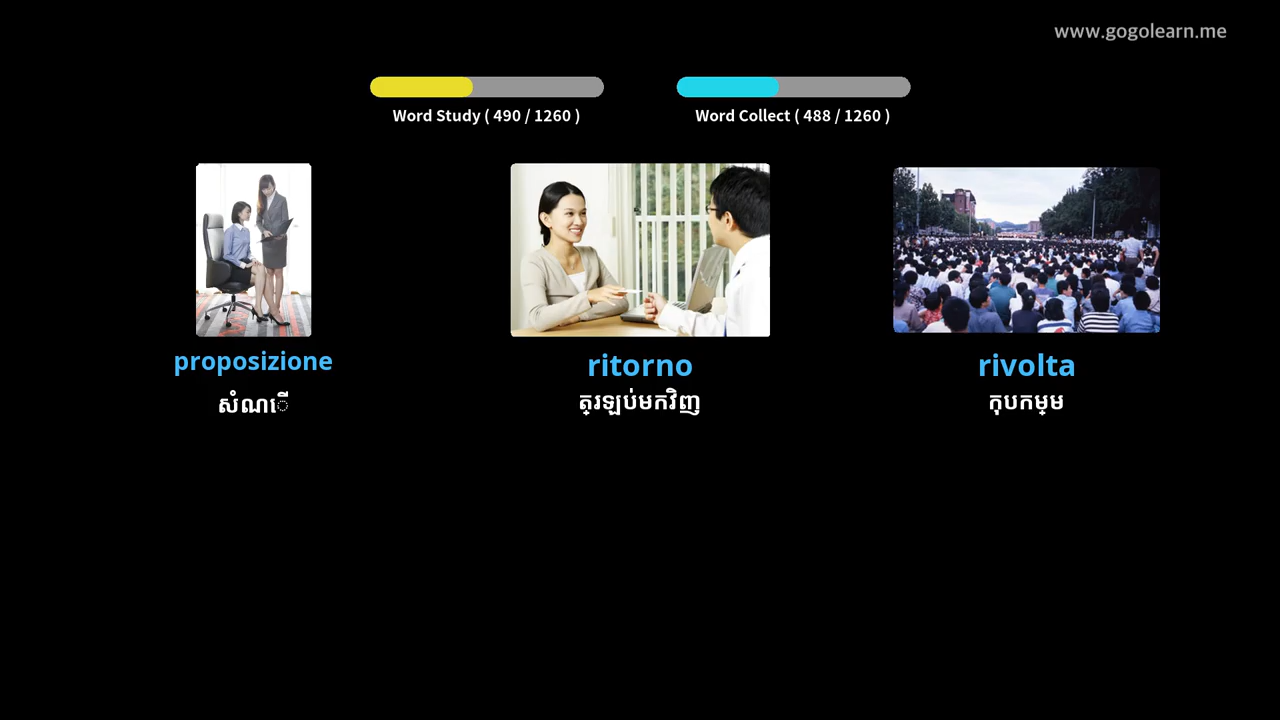 www.gogolearn.me
Word Study ( 490 / 1260 )
Word Collect ( 488 / 1260 )
proposizione
ritorno
rivolta
សំណើ
ត្រឡប់មកវិញ
កុបកម្ម